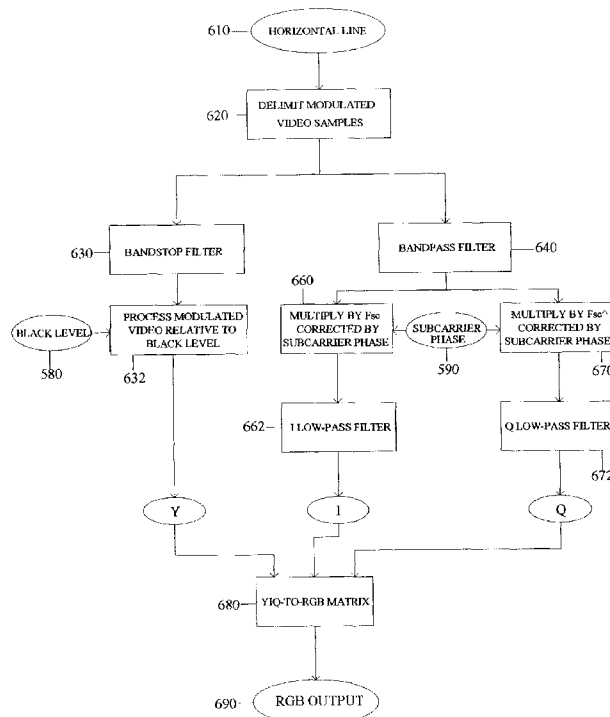 610
HORIZONTAL LINE
620
DELIMIT MODULATED
VIDEO SAMPLES
630
BANDSTOP FILTER
BANDPASS FILTER
640
660
BLACK LEVEL
580
PROCESS MODULATED
VIDEO RELATIVE TO
BLACK LEVEL
632
MULTIPLY BY Fsc
CORRECTED BY
SUBCARRIER PHASE
SUBCARRIER
PHASE
590
MULTIPLY BY Fsc^
CORRECTED BY
SUBCARRIER PHASE
670
662
I LOW-PASS FILTER
Q LOW-PASS FILTER
672
Y
I
Q
680
YIQ-TO-RGB MATRIX
690
RGB OUTPUT